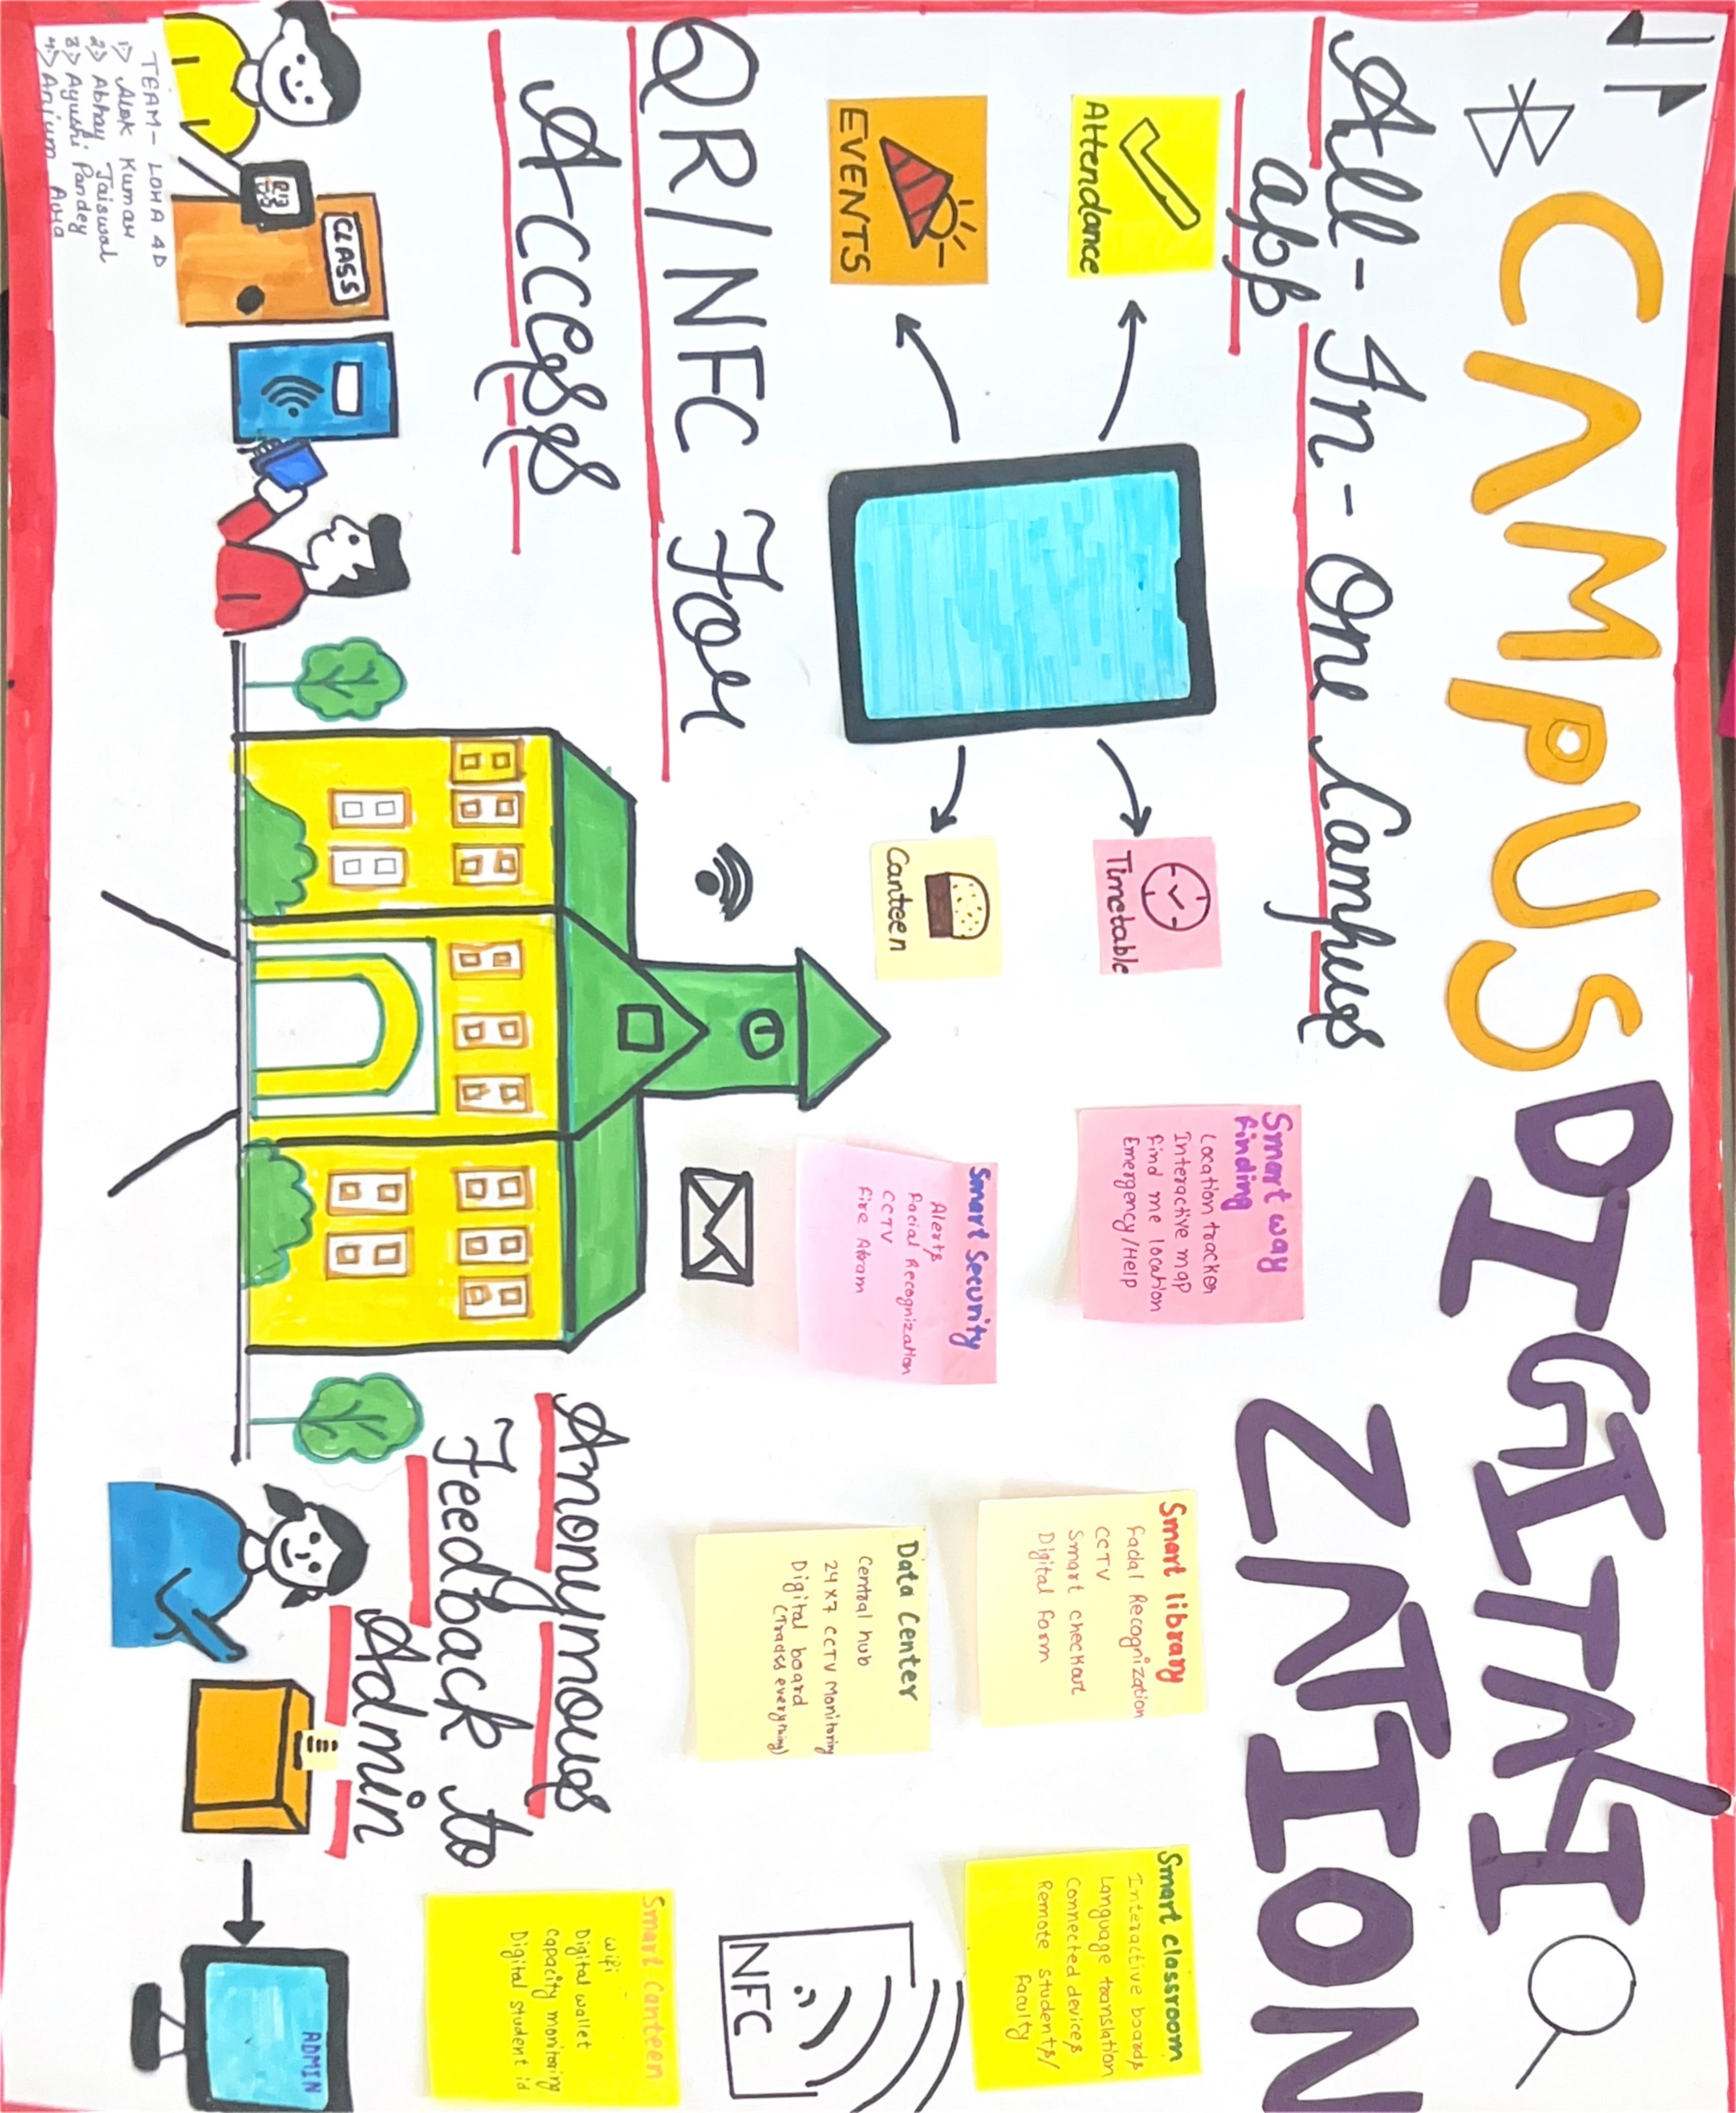 CAMPUS DIGITALI
ZATION
All-In-One Campus
app
Attendance
EVENTS
Timetable
Canteen
Smart way
finding
Location tracker
Interactive map
Find me location
Emergency/Help
Smart Security
Alerts
Facial Recognization
CCTV
Fire Alram
Smart library
Facial Recognization
CCTV
Smart checkout
Digital Form
Data Center
Central hub
24x7 CCTV Monitoring
Digital board
(Tracks everything)
Smart classroom
Interactive boards
Language translation
Connected devices
Remote students/
Faculty
NFC
Smart Canteen
wifi
Digital wallet
Capacity monitoring
Digital student id
QR/NFC For
Access
CLASS
Anonymous
Feedback to
Admin
ADMIN
TEAM- LOHA 4D
1> Alok Kumar
2> Abhay Jaiswal
3> Ayushi Pandey
4> Anjum